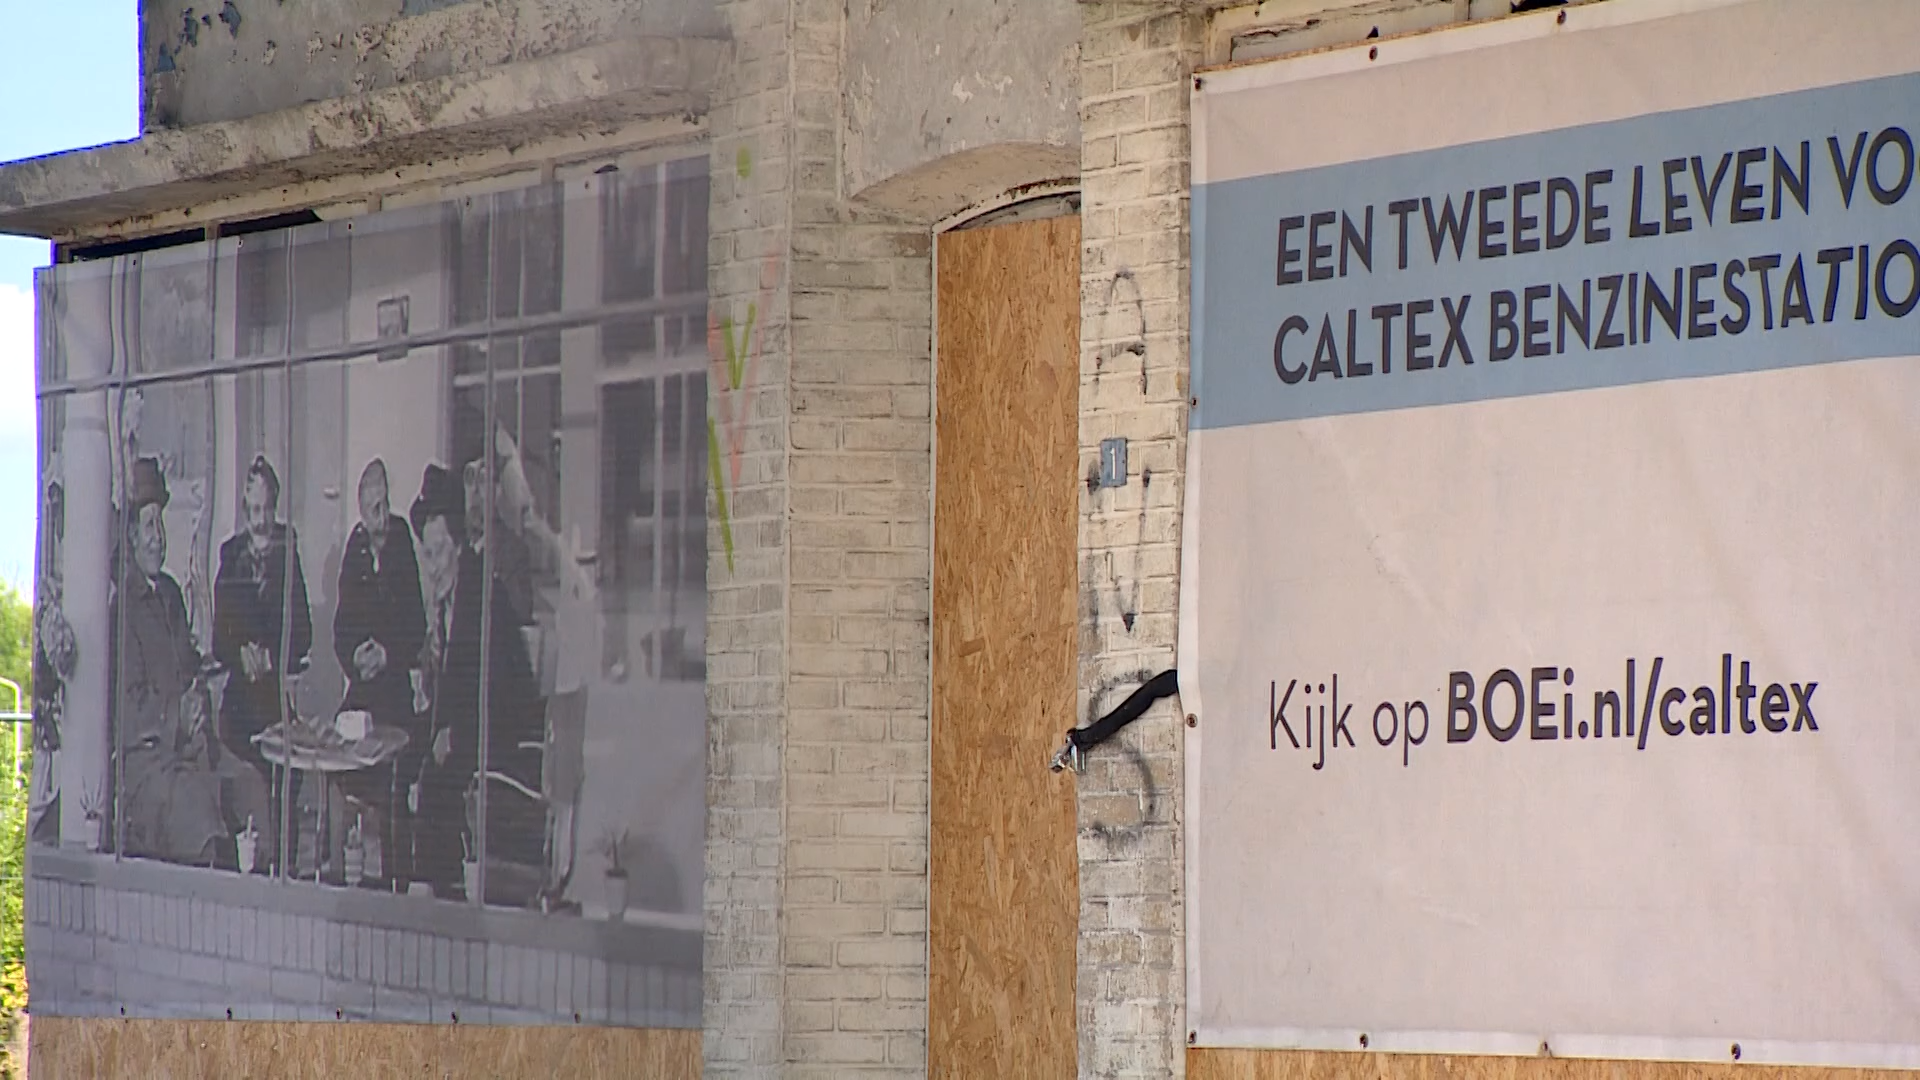 EEN TWEEDE LEVEN VO
CALTEX BENZINESTATIO
1
Kijk op BOEi.nl/caltex